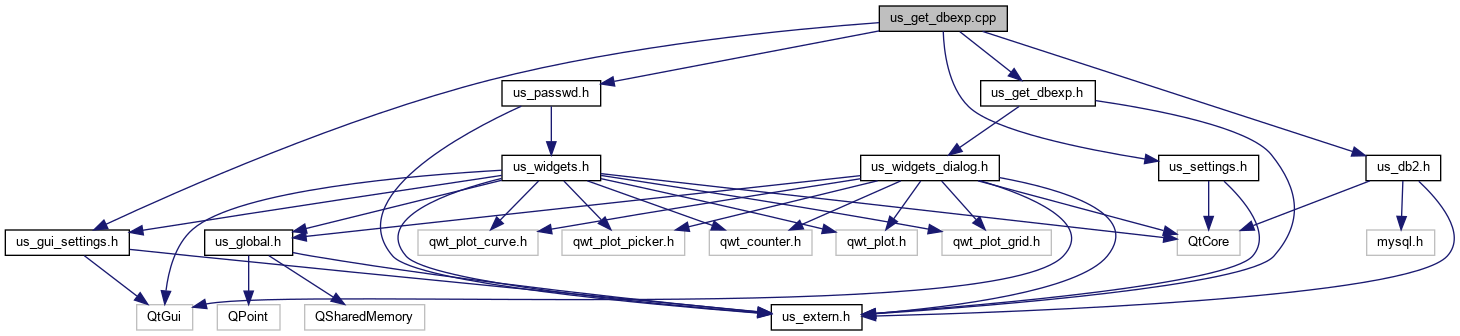 us_get_dbexp.cpp
us_passwd.h
us_get_dbexp.h
us_widgets.h
us_widgets_dialog.h
us_settings.h
us_db2.h
us_gui_settings.h
us_global.h
qwt_plot_curve.h
qwt_plot_picker.h
qwt_counter.h
qwt_plot.h
qwt_plot_grid.h
QtCore
mysql.h
QtGui
QPoint
QSharedMemory
us_extern.h